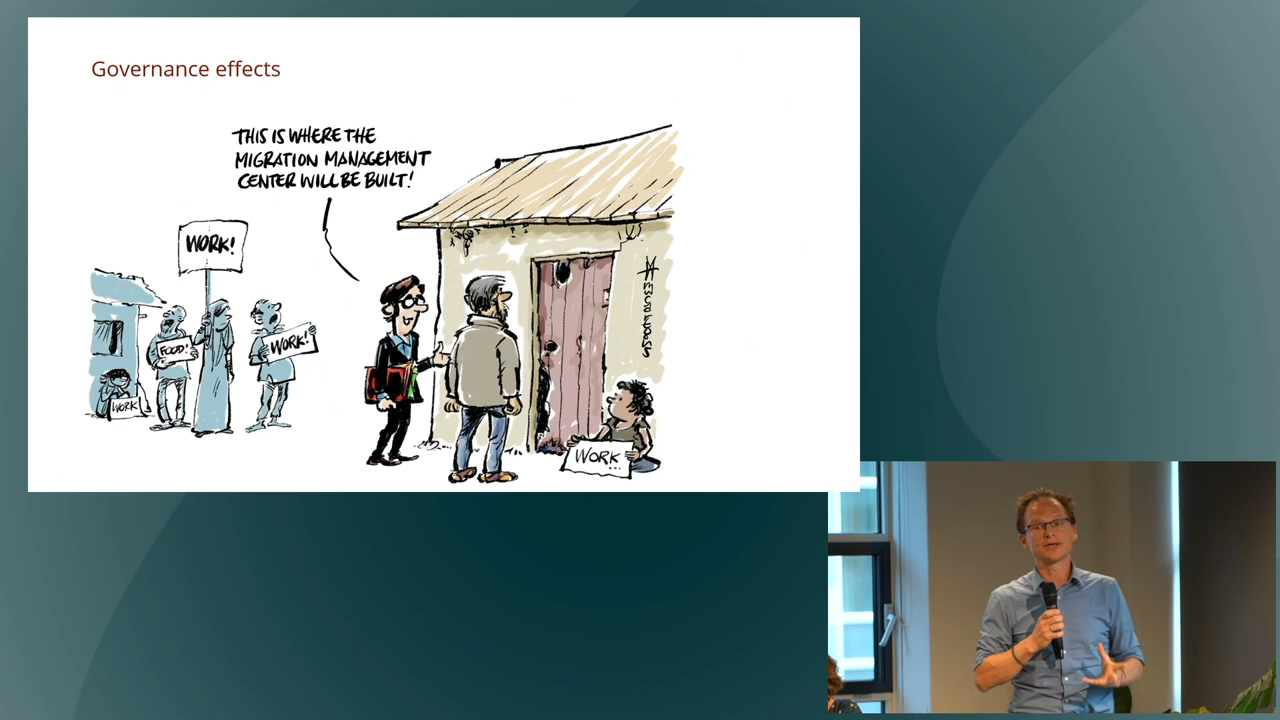 Governance effects
THIS IS WHERE THE
MIGRATION MANAGEMENT
CENTER WILL BE BUILT!
WORK!
FOOD!
WORK!
WORK
WORK...